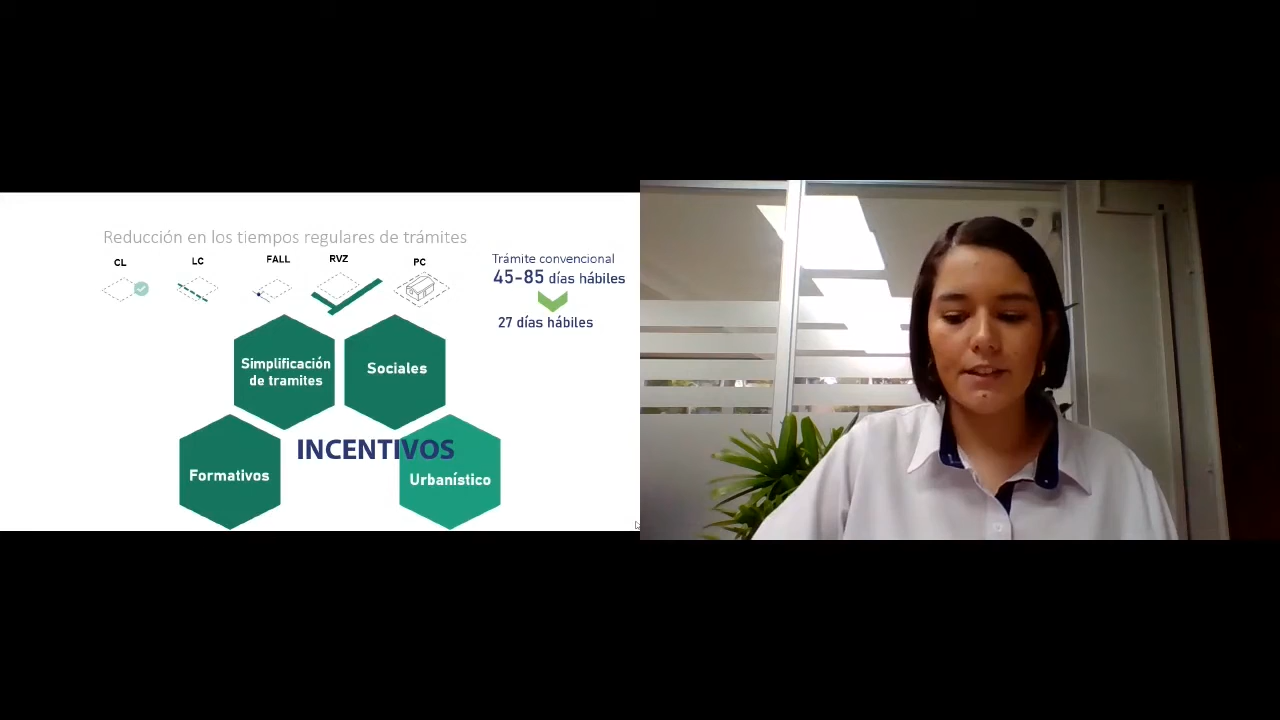 Reducción en los tiempos regulares de trámites
CL
LC
FALL
RVZ
PC
Trámite convencional
45-85 días hábiles
27 días hábiles
Simplificación
de tramites
Sociales
INCENTIVOS
Formativos
Urbanístico